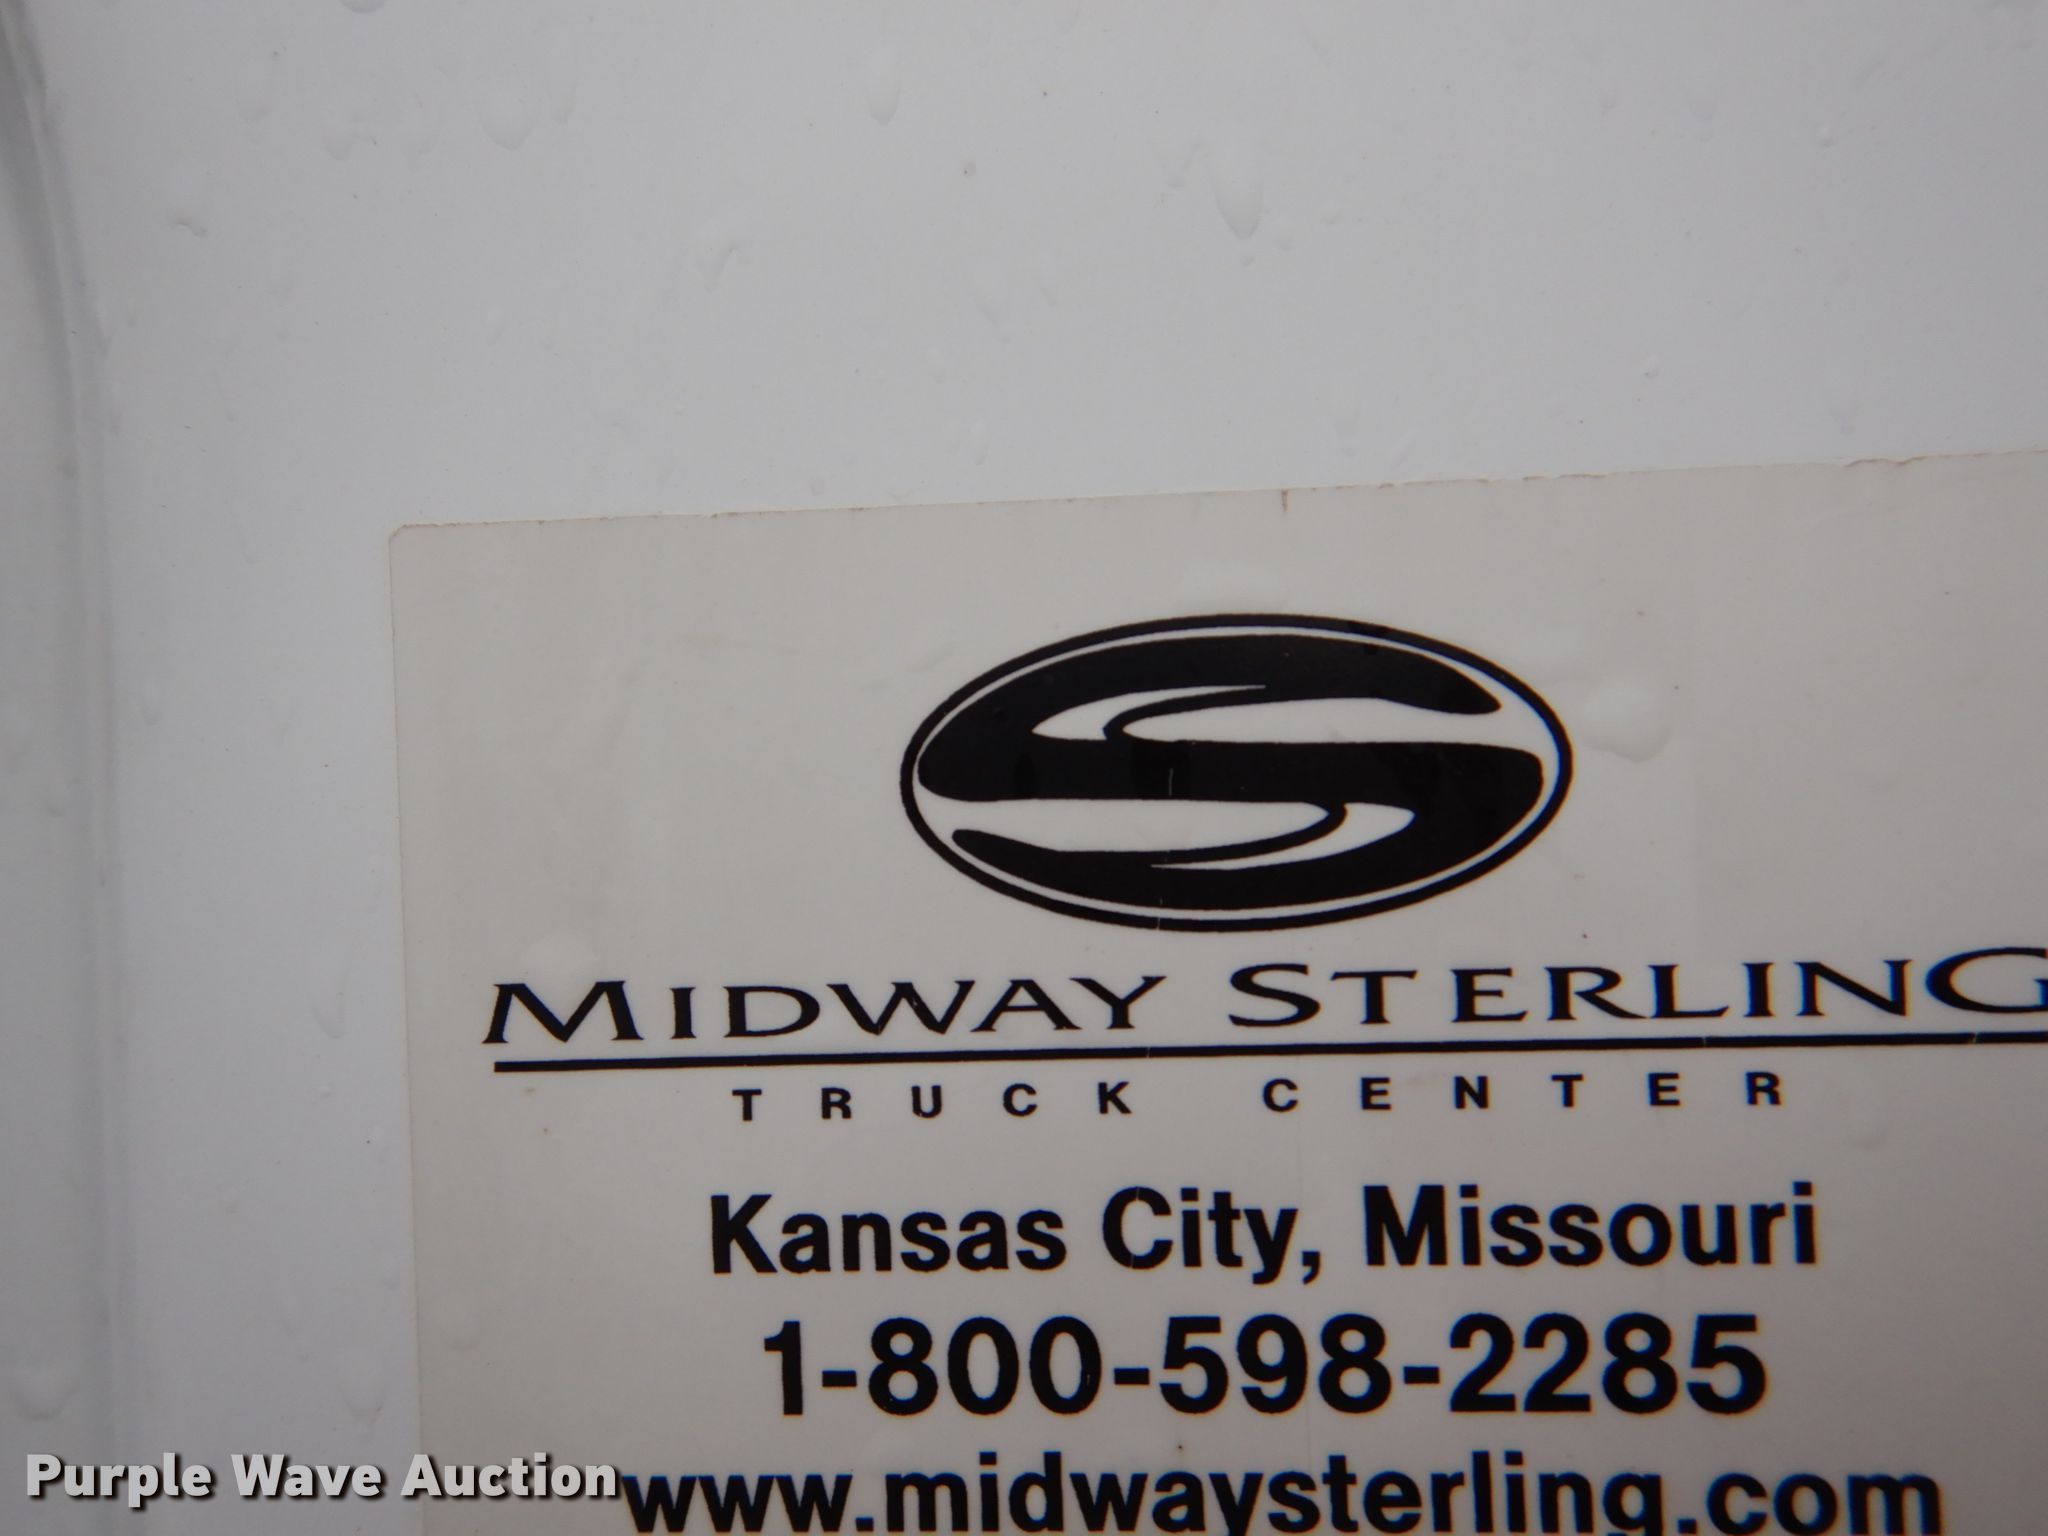 MIDWAY STERLING
TRUCK CENTER
Kansas City, Missouri
1-800-598-2285
www.midwaysterling.com
Purple Wave Auction